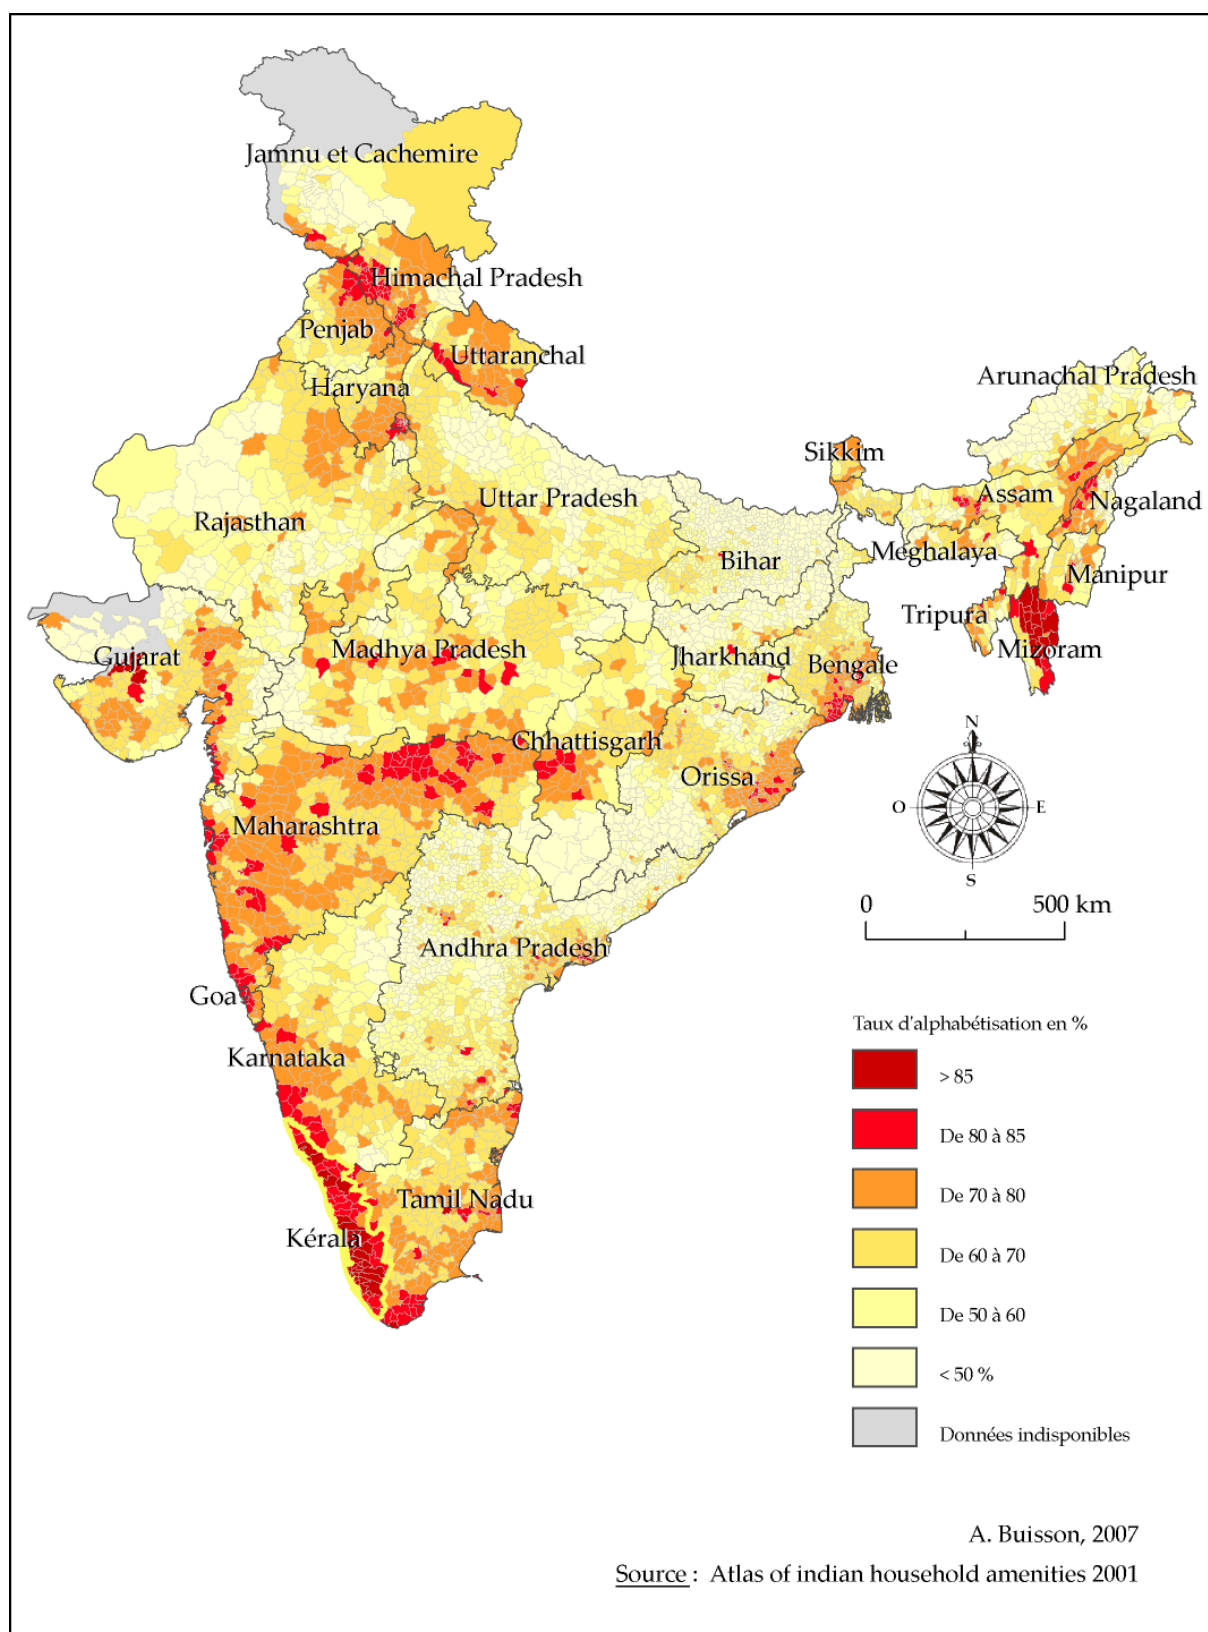 Jamnu et Cachemire
Himachal Pradesh
Penjab
Uttaranchal
Haryana
Arunachal Pradesh
Sikkim
Uttar Pradesh
Assam
Nagaland
Rajasthan
Bihar
Meghalaya
Manipur
Tripura
Gujarat
Madhya Pradesh
Jharkhand
Bengale
Mizoram
Chhattisgarh
Orissa
Maharashtra
N
O
E
S
0
500 km
Andhra Pradesh
Goa
Karnataka
Tamil Nadu
Kérala
Taux d'alphabétisation en %
> 85
De 80 à 85
De 70 à 80
De 60 à 70
De 50 à 60
< 50 %
Données indisponibles
A. Buisson, 2007
Source : Atlas of indian household amenities 2001